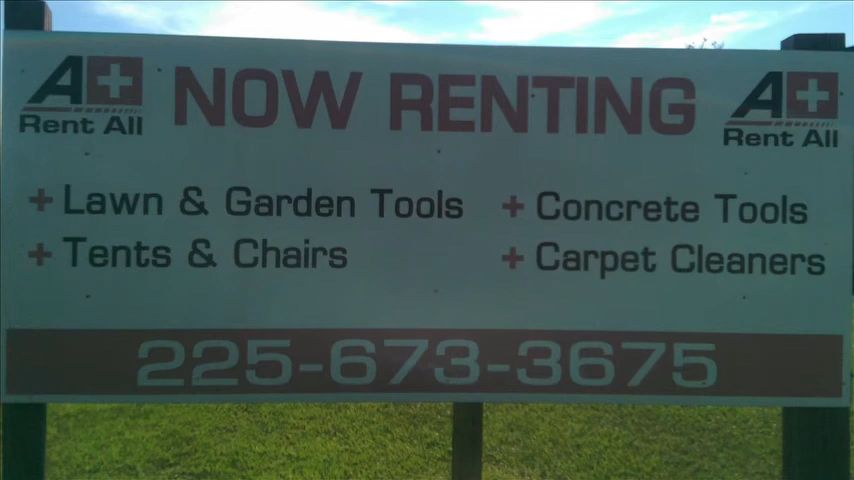 A+
Rent All
NOW RENTING
A+
Rent All
+ Lawn & Garden Tools
+ Tents & Chairs
+ Concrete Tools
+ Carpet Cleaners
225-673-3675